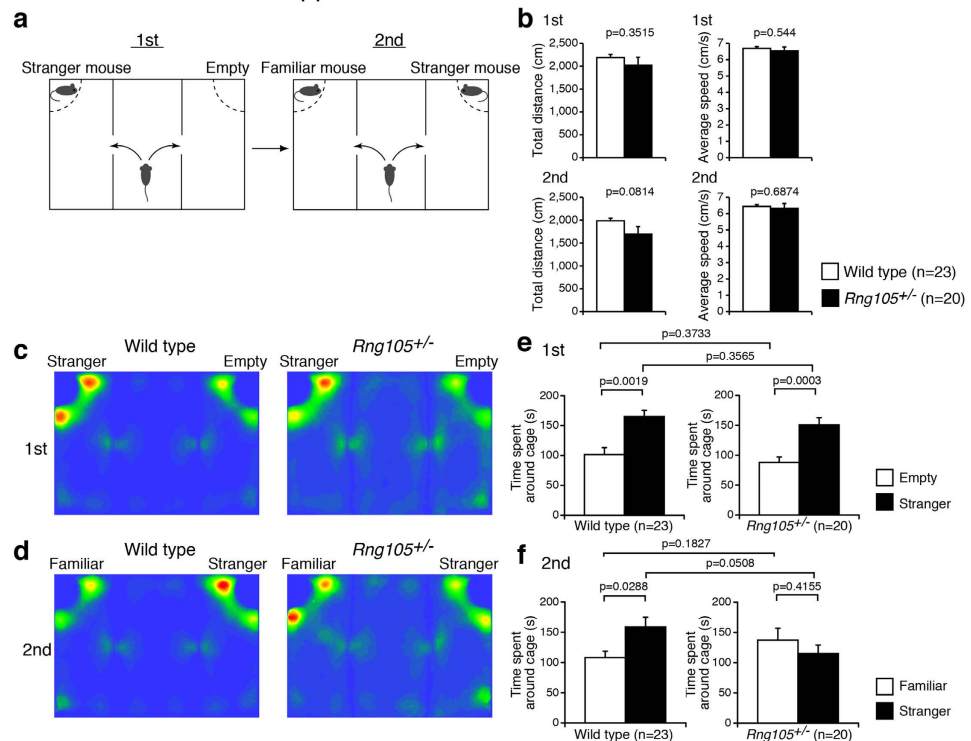 a
1st
2nd
Stranger mouse
Empty
Familiar mouse
Stranger mouse
b
1st
1st
p=0.3515
p=0.544
Total distance (cm)
2,500
2,000
1,500
1,000
500
0
Average speed (cm/s)
7
6
5
4
3
2
1
0
2nd
2nd
p=0.0814
p=0.6874
Total distance (cm)
2,500
2,000
1,500
1,000
500
0
Average speed (cm/s)
7
6
5
4
3
2
1
0
Wild type (n=23)
Rng105+/- (n=20)
c
Wild type
Rng105+/-
Stranger
Empty
Stranger
Empty
1st
d
Wild type
Rng105+/-
Familiar
Stranger
Familiar
Stranger
2nd
e
1st
p=0.3733
p=0.3565
p=0.0019
p=0.0003
Time spent
around cage (s)
200
150
100
50
0
Wild type (n=23)
Time spent
around cage (s)
200
150
100
50
0
Rng105+/- (n=20)
Empty
Stranger
f
2nd
p=0.1827
p=0.0508
p=0.0288
p=0.4155
Time spent
around cage (s)
200
150
100
50
0
Wild type (n=23)
Time spent
around cage (s)
200
150
100
50
0
Rng105+/- (n=20)
Familiar
Stranger